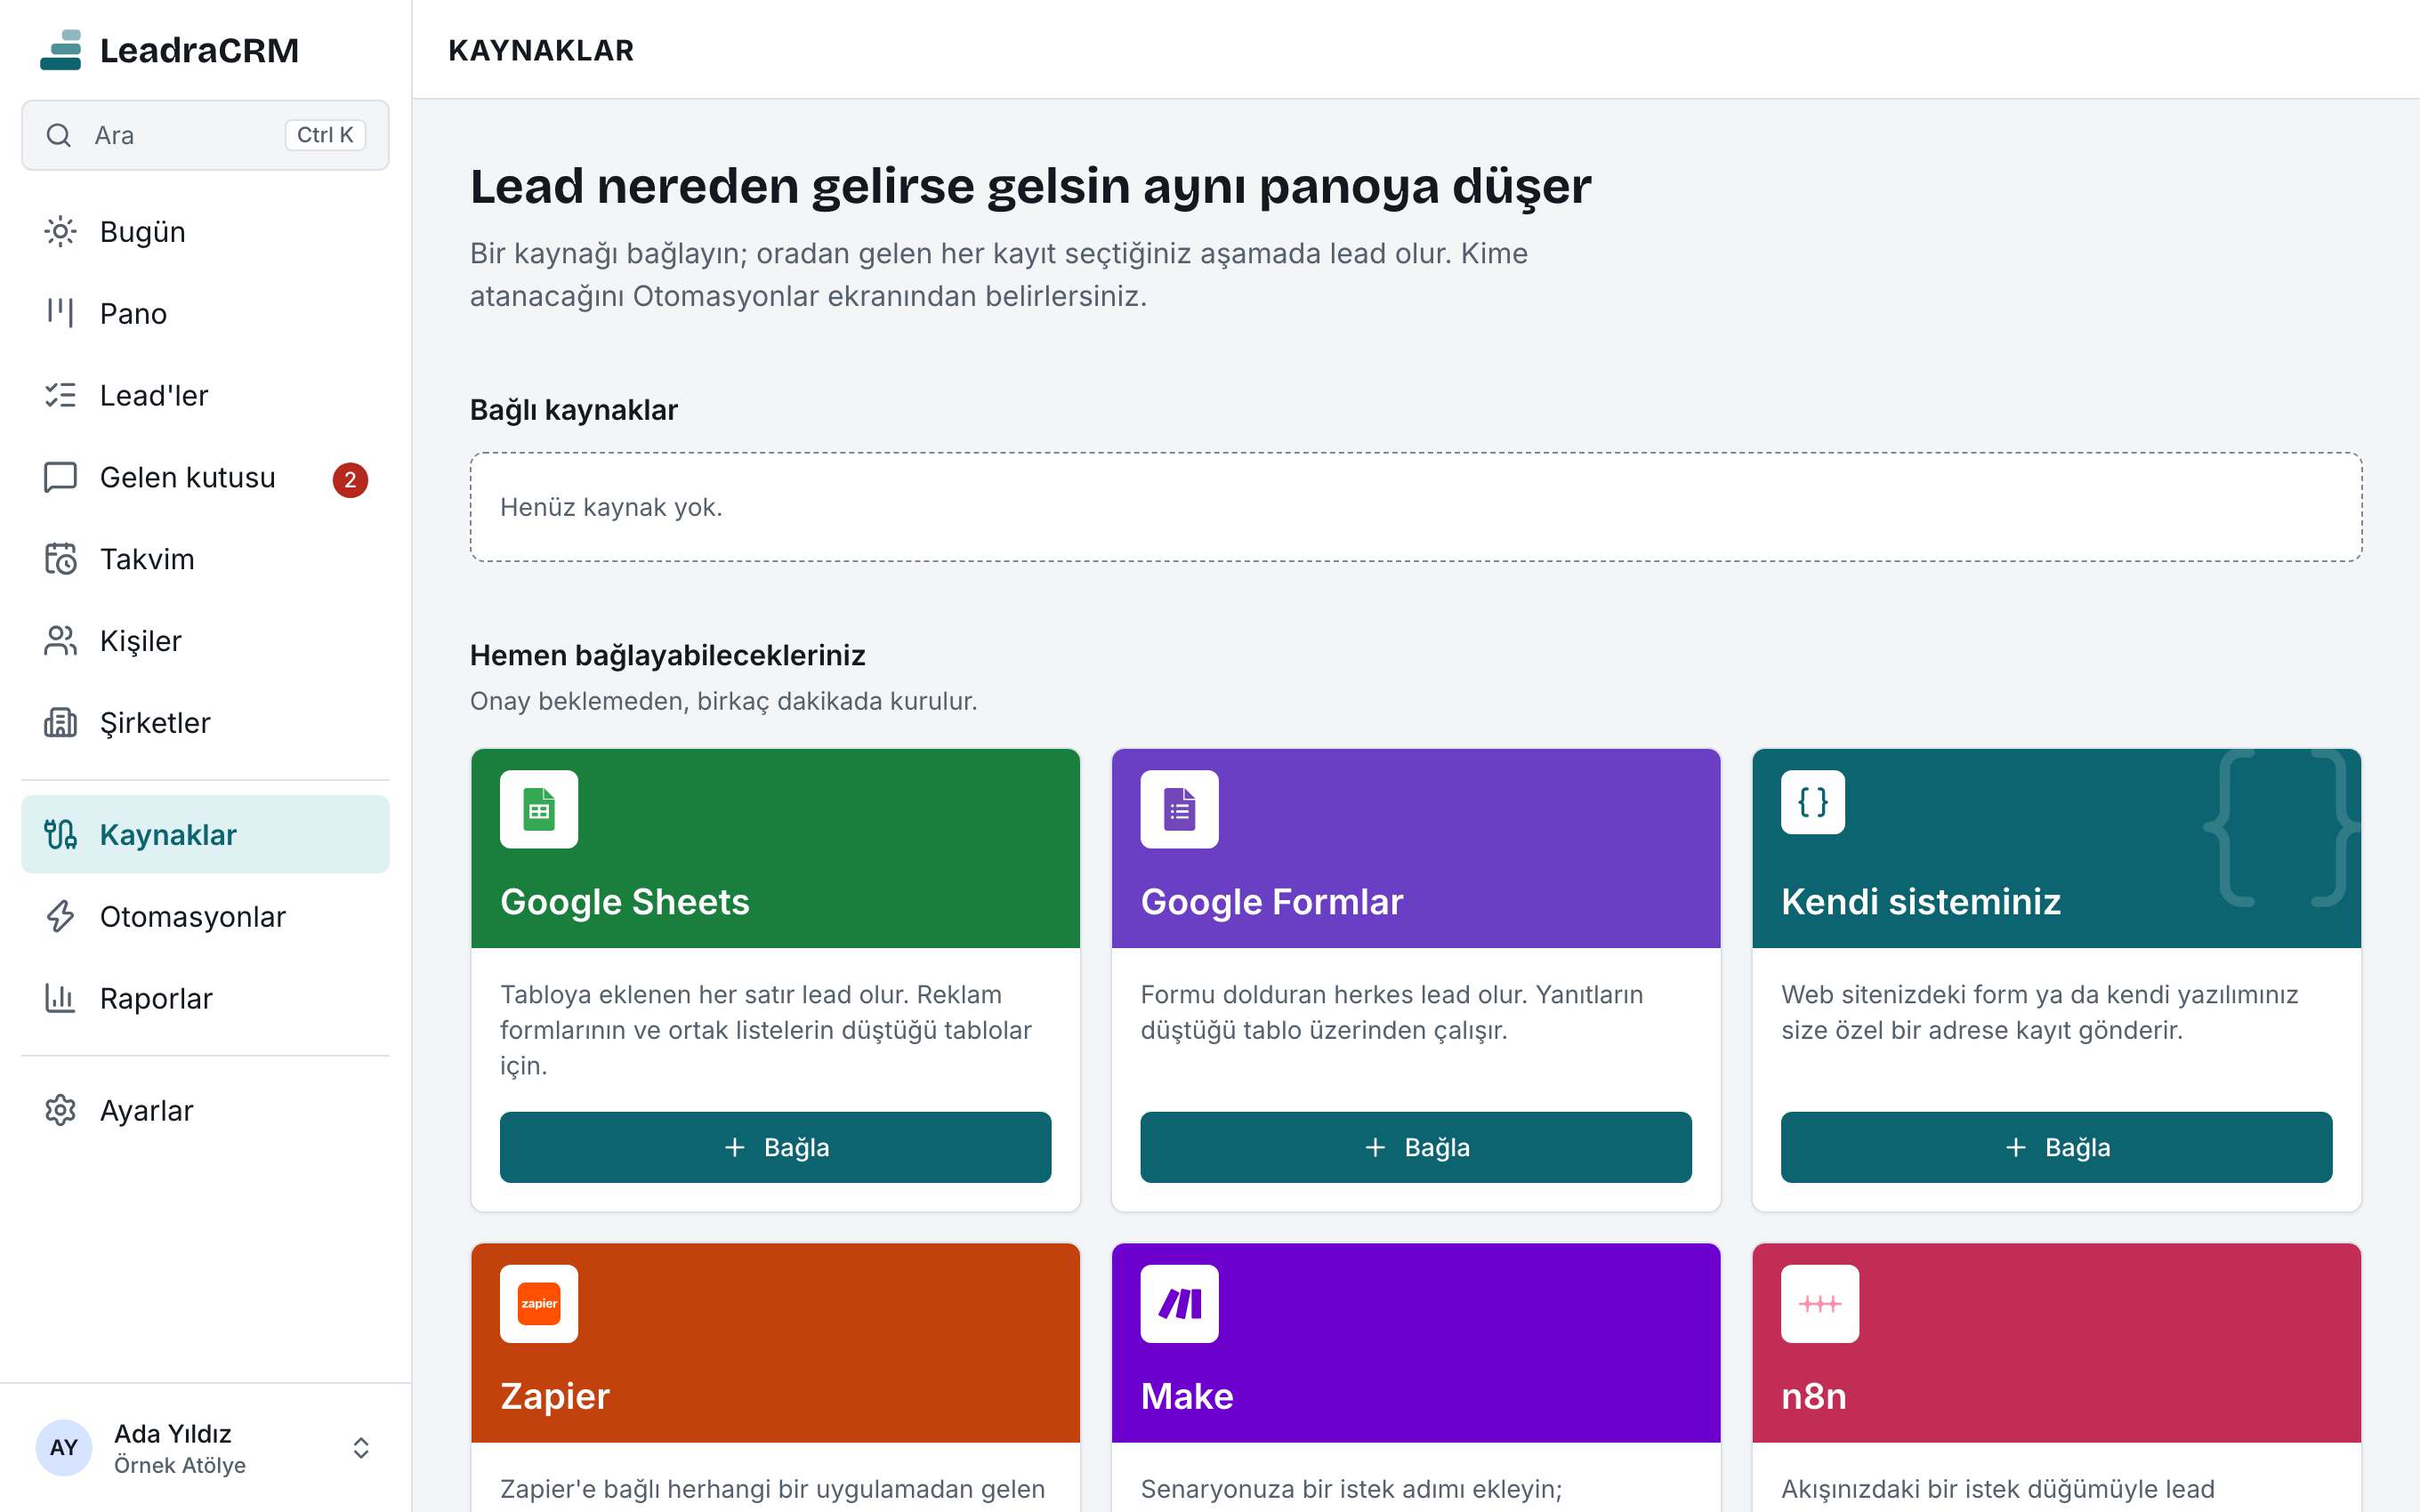 LeadraCRM
Ara
Ctrl K
Bugün
Pano
Lead'ler
Gelen kutusu
2
Takvim
Kişiler
Şirketler
Kaynaklar
Otomasyonlar
Raporlar
Ayarlar
AY
Ada Yıldız
Örnek Atölye
KAYNAKLAR
Lead nereden gelirse gelsin aynı panoya düşer
Bir kaynağı bağlayın; oradan gelen her kayıt seçtiğiniz aşamada lead olur. Kime
atanacağını Otomasyonlar ekranından belirlersiniz.
Bağlı kaynaklar
Henüz kaynak yok.
Hemen bağlayabilecekleriniz
Onay beklemeden, birkaç dakikada kurulur.
Google Sheets
Tabloya eklenen her satır lead olur. Reklam
formlarının ve ortak listelerin düştüğü tablolar
için.
+ Bağla
Google Formlar
Formu dolduran herkes lead olur. Yanıtların
düştüğü tablo üzerinden çalışır.
+ Bağla
{}
Kendi sisteminiz
Web sitenizdeki form ya da kendi yazılımınız
size özel bir adrese kayıt gönderir.
+ Bağla
zapier
Zapier
Zapier'e bağlı herhangi bir uygulamadan gelen
Make
Senaryonuza bir istek adımı ekleyin;
n8n
Akışınızdaki bir istek düğümüyle lead